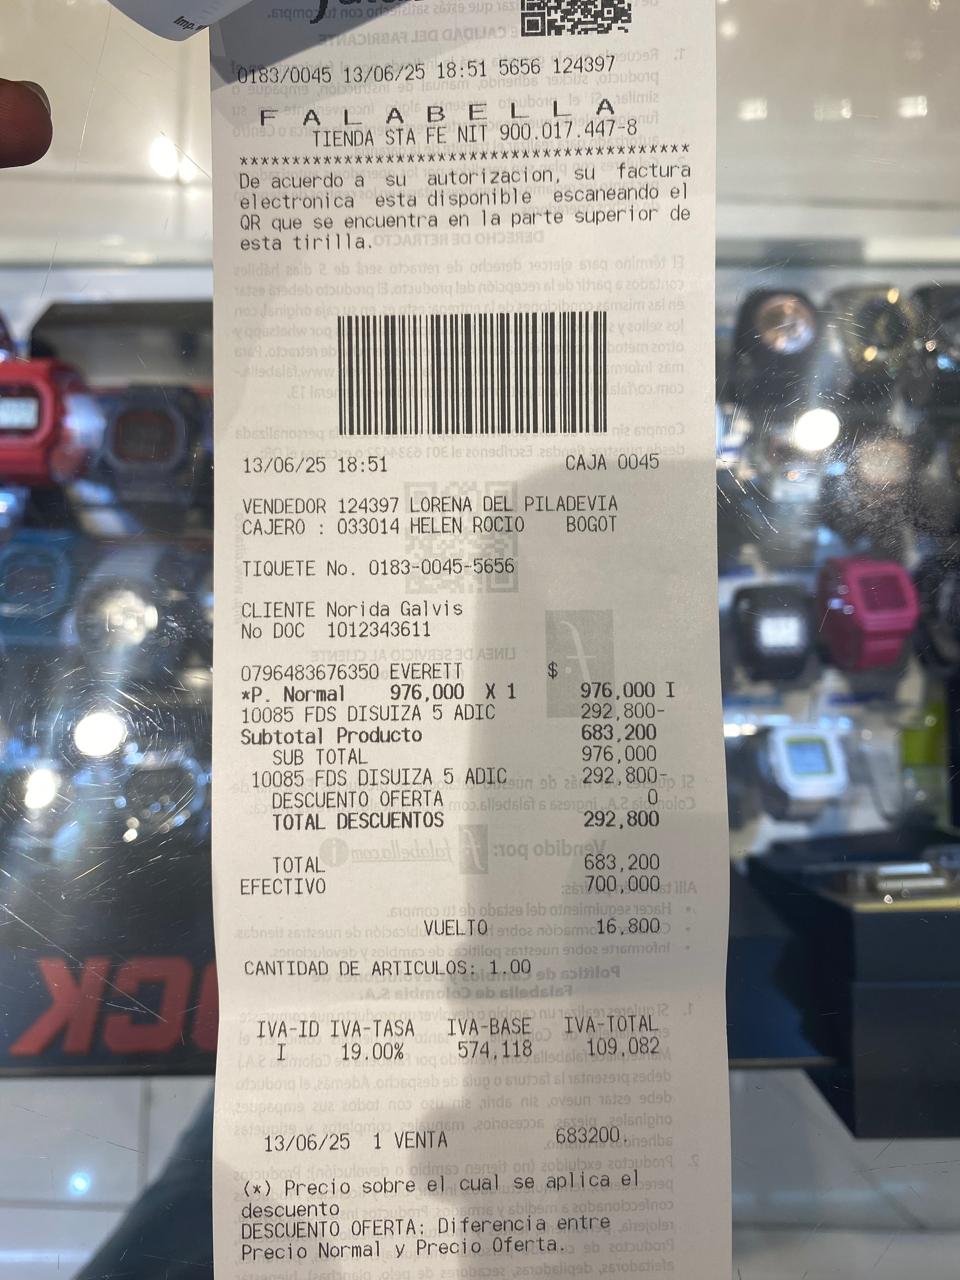 0183/0045 13/06/25 18:51 5656 124397
F A L A B E L L A
TIENDA STA FE NIT 900.017.447-8
*******************************************
De acuerdo a su autorizacion, su factura
electronica esta disponible escaneando el
QR que se encuentra en la parte superior de
esta tirilla.
13/06/25 18:51 CAJA 0045
VENDEDOR 124397 LORENA DEL PILADEVIA
CAJERO : 033014 HELEN ROCIO BOGOT
TIQUETE No. 0183-0045-5656
CLIENTE Norida Galvis
No DOC 1012343611
0796483676350 EVERETT $
*P. Normal 976,000 X 1 976,000 I
10085 FDS DISUIZA 5 ADIC 292,800-
Subtotal Producto 683,200
SUB TOTAL 976,000
10085 FDS DISUIZA 5 ADIC 292,800-
DESCUENTO OFERTA 0
TOTAL DESCUENTOS 292,800
TOTAL 683,200
EFECTIVO 700,000
VUELTO 16,800
CANTIDAD DE ARTICULOS: 1.00
IVA-ID IVA-TASA IVA-BASE IVA-TOTAL
I 19.00% 574,118 109,082
13/06/25 1 VENTA 683200.
(*) Precio sobre el cual se aplica el
descuento
DESCUENTO OFERTA: Diferencia entre
Precio Normal y Precio Oferta.